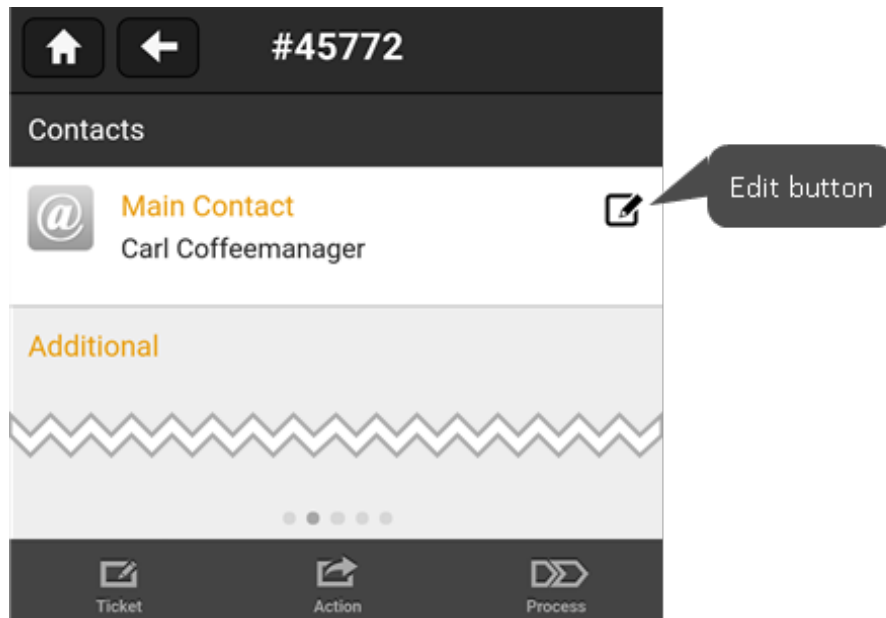 #45772
Contacts
@
Main Contact
Carl Coffeemanager
Edit button
Additional
Ticket
Action
Process